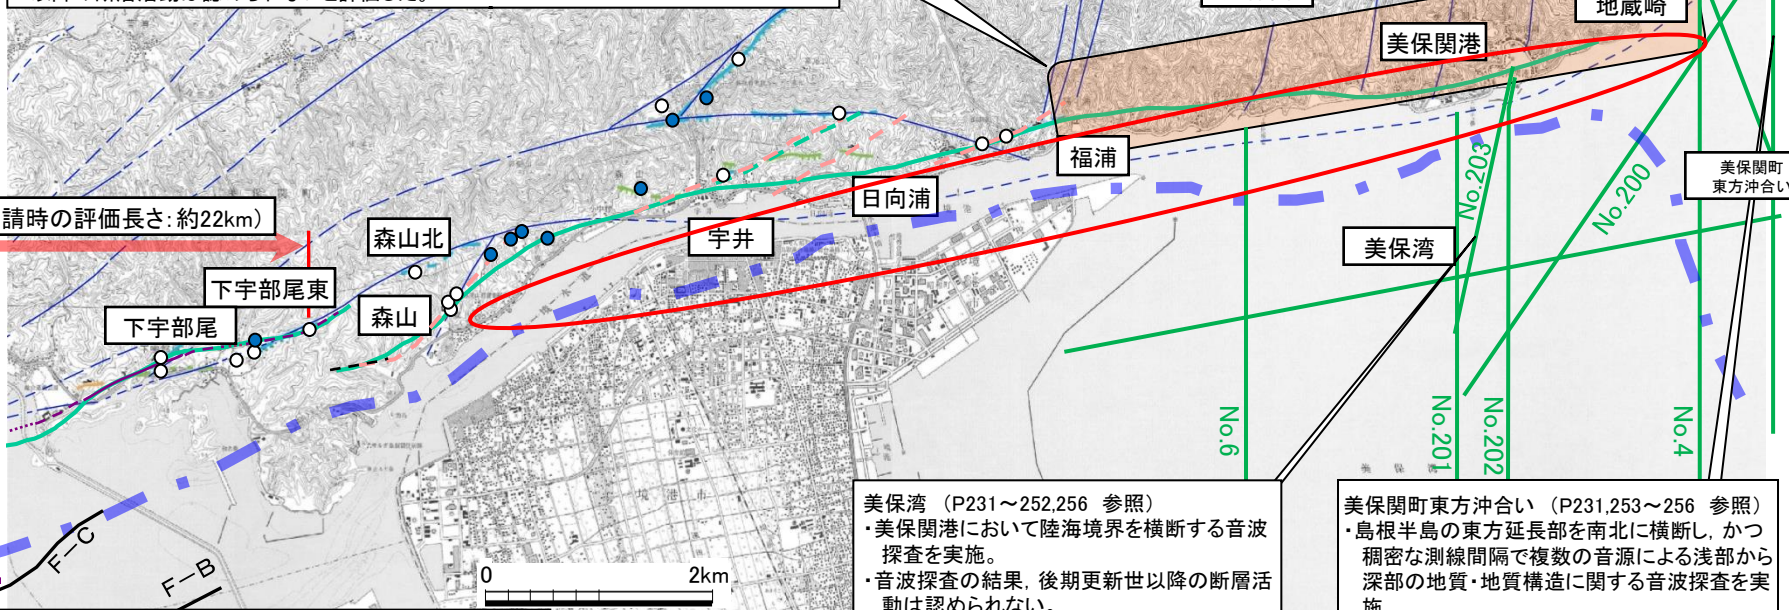 地蔵崎
美保関港
福浦
美保関町
東方沖合い
日向浦
No.203
No.200
請時の評価長さ：約22km）
森山北
宇井
美保湾
下宇部尾東
下宇部尾
森山
No.6
No.201
No.202
No.4
F－C
F－B
0 2km
境港市
美保湾 （P231～252,256 参照）
・美保関港において陸海境界を横断する音波
探査を実施。
・音波探査の結果，後期更新世以降の断層活
動は認められない。
美保関町東方沖合い （P231,253～256 参照）
・島根半島の東方延長部を南北に横断し，かつ
稠密な測線間隔で複数の音源による浅部から
深部の地質・地質構造に関する音波探査を実
施